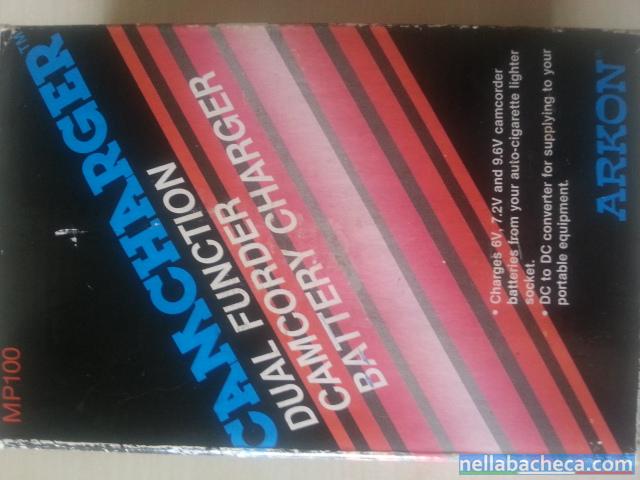 MP100
CAMCHARGER™
DUAL FUNCTION
CAMCORDER
BATTERY CHARGER
• Charges 6V, 7.2V and 9.6V camcorder
batteries from your auto-cigarette lighter
socket.
• DC to DC converter for supplying to your
portable equipment.
ARKON®
nellabacheca.com